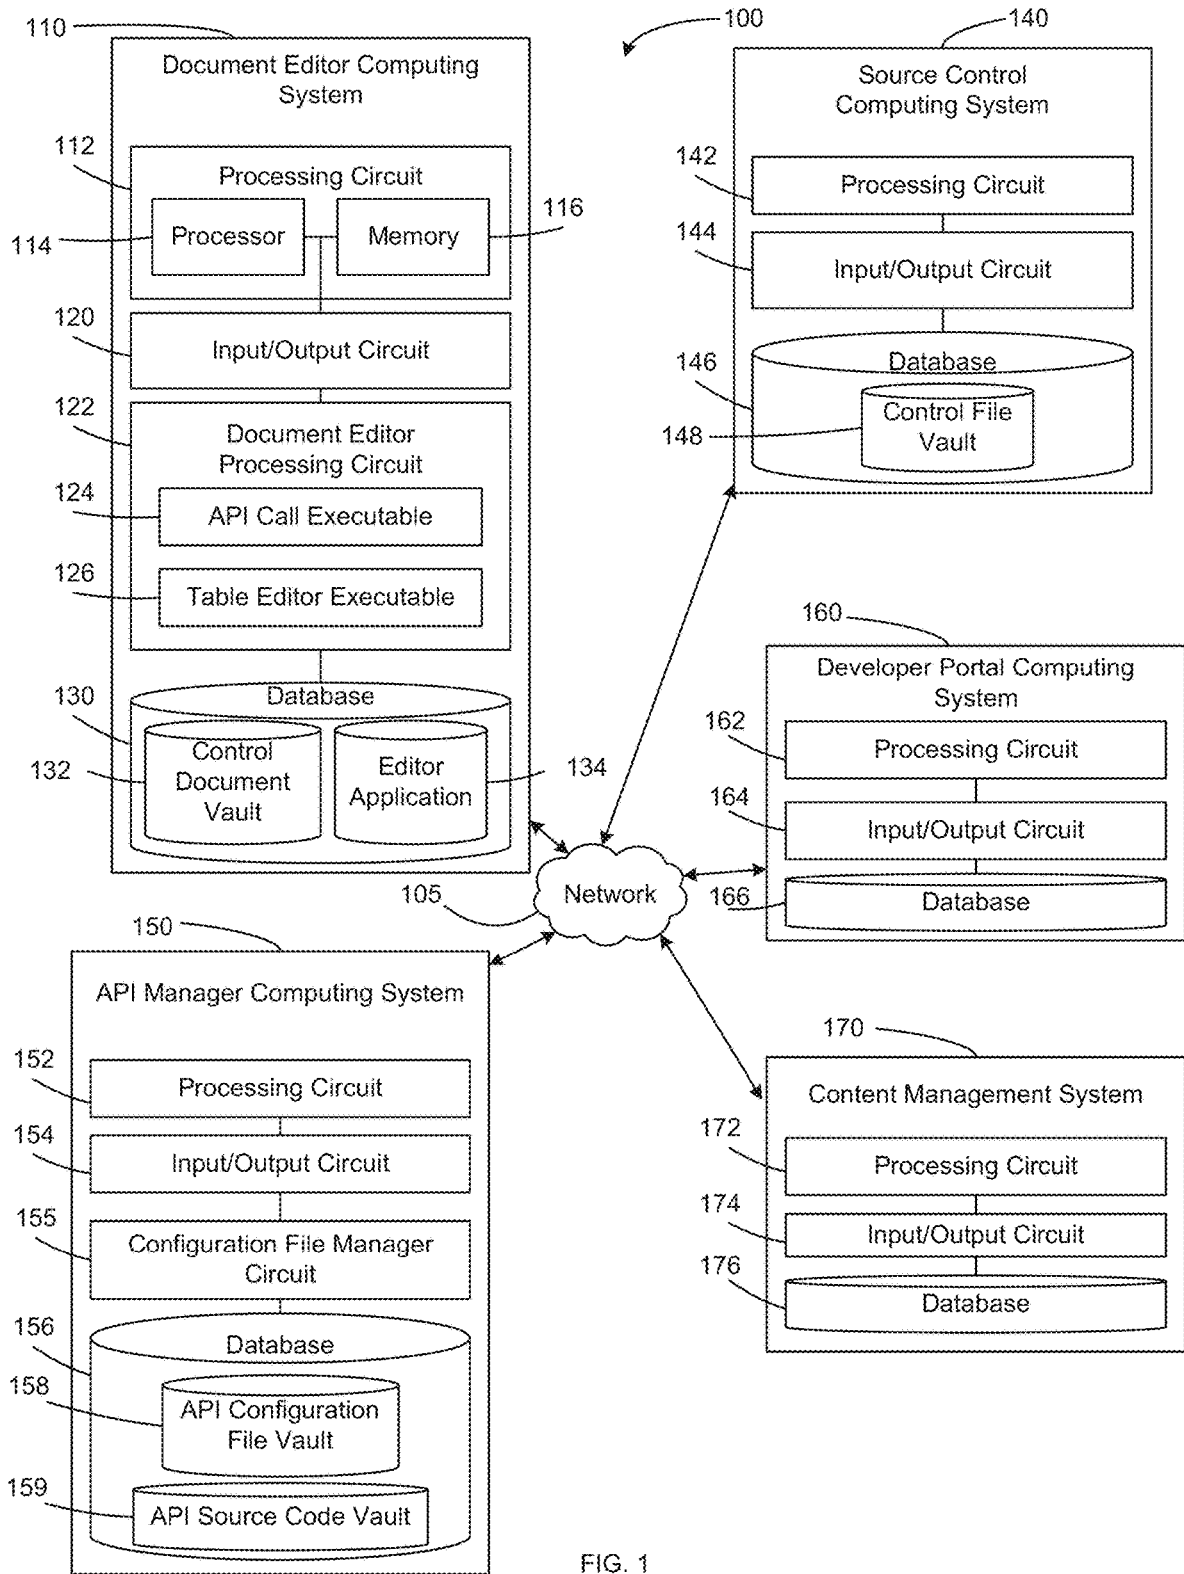 100
110
Document Editor Computing
System
112
Processing Circuit
114
Processor
Memory
116
120
Input/Output Circuit
122
Document Editor
Processing Circuit
124
API Call Executable
126
Table Editor Executable
130
Database
132
Control
Document
Vault
Editor
Application
134
140
Source Control
Computing System
142
Processing Circuit
144
Input/Output Circuit
146
Database
148
Control File
Vault
160
Developer Portal Computing
System
162
Processing Circuit
164
Input/Output Circuit
166
Database
105
Network
150
API Manager Computing System
152
Processing Circuit
154
Input/Output Circuit
155
Configuration File Manager
Circuit
156
Database
158
API Configuration
File Vault
159
API Source Code Vault
170
Content Management System
172
Processing Circuit
174
Input/Output Circuit
176
Database
FIG. 1